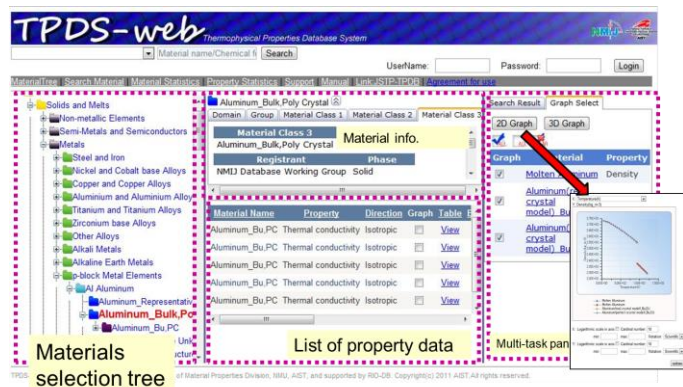 TPDS-web Thermophysical Properties Database System
Material name/Chemical f Search
UserName: Password: Login
MaterialTree | Search Material | Material Statistics | Property Statistics | Support | Manual | Link:JSTP-TPDB | Agreement for use
Solids and Melts
Non-metallic Elements
Semi-Metals and Semiconductors
Metals
Steel and Iron
Nickel and Cobalt base Alloys
Copper and Copper Alloys
Aluminium and Aluminium Alloy
Titanium and Titanium Alloys
Zirconium base Alloys
Other Alloys
Alkali Metals
Alkaline Earth Metals
p-block Metal Elements
Al Aluminum
Aluminum_Representativ
Aluminum_Bulk,Po
Aluminum_Bu,PC
Materials
selection tree
Aluminum_Bulk,Poly Crystal
Domain Group Material Class 1 Material Class 2 Material Class 3
Material Class 3
Aluminum_Bulk,Poly Crystal
Material info.
Registrant Phase
NMIJ Database Working Group Solid
Material Name Property Direction Graph Table
Aluminum_Bu,PC Thermal conductivity Isotropic View
Aluminum_Bu,PC Thermal conductivity Isotropic View
Aluminum_Bu,PC Thermal conductivity Isotropic View
Aluminum_Bu,PC Thermal conductivity Isotropic View
Aluminum_Bu,PC Thermal conductivity Isotropic View
List of property data
Search Result Graph Select
2D Graph 3D Graph
Graph Material Property
Molten Aluminum Density
Aluminum(
crystal
model)_Bu
Aluminum(
crystal
model)_Bu
Multi-task pan
of Material Properties Division, NMIJ, AIST, and supported by RIO-DB. Copyright(c) 2011 AIST,All rights reserved.